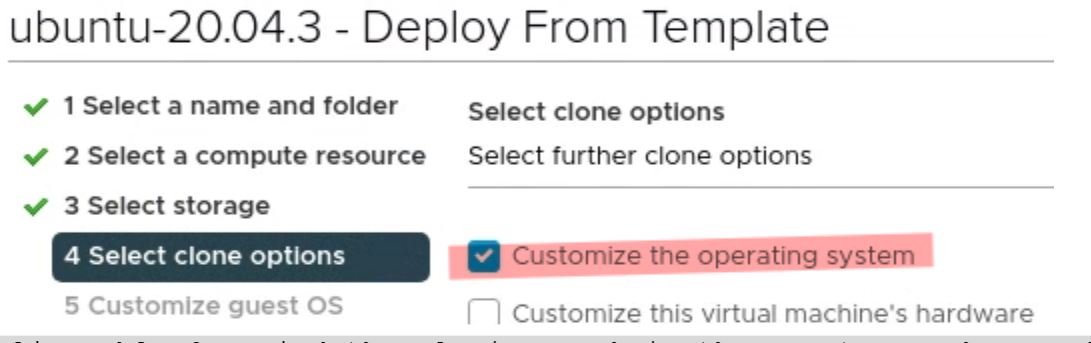 ubuntu-20.04.3 - Deploy From Template
1 Select a name and folder
2 Select a compute resource
3 Select storage
4 Select clone options
5 Customize guest OS
Select clone options
Select further clone options
Customize the operating system
Customize this virtual machine's hardware